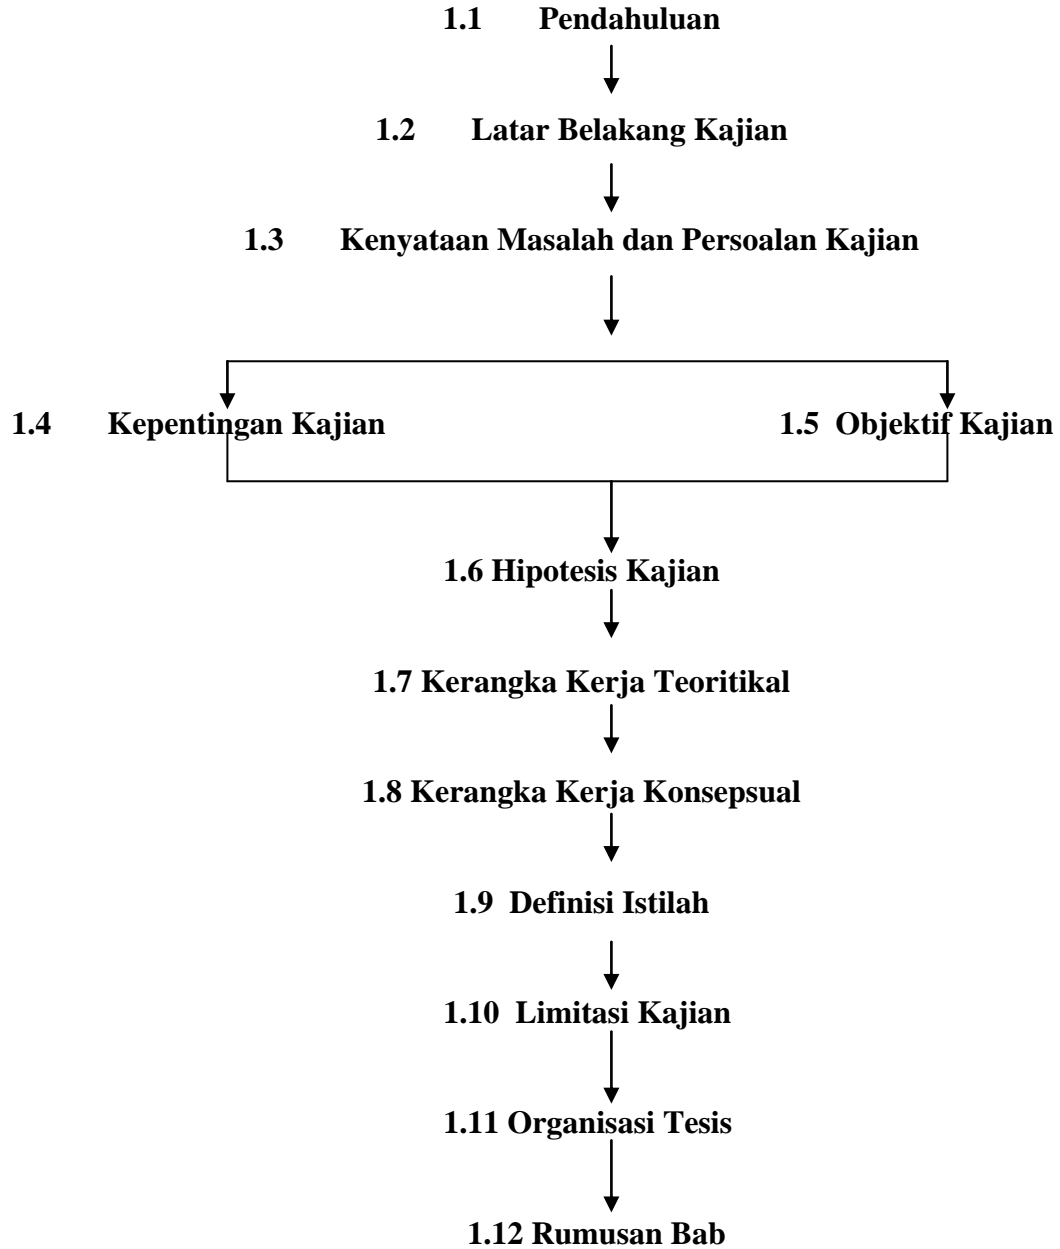 1.1 Pendahuluan
1.2 Latar Belakang Kajian
1.3 Kenyataan Masalah dan Persoalan Kajian
1.4 Kepentingan Kajian
1.5 Objektif Kajian
1.6 Hipotesis Kajian
1.7 Kerangka Kerja Teoritikal
1.8 Kerangka Kerja Konsepsual
1.9 Definisi Istilah
1.10 Limitasi Kajian
1.11 Organisasi Tesis
1.12 Rumusan Bab